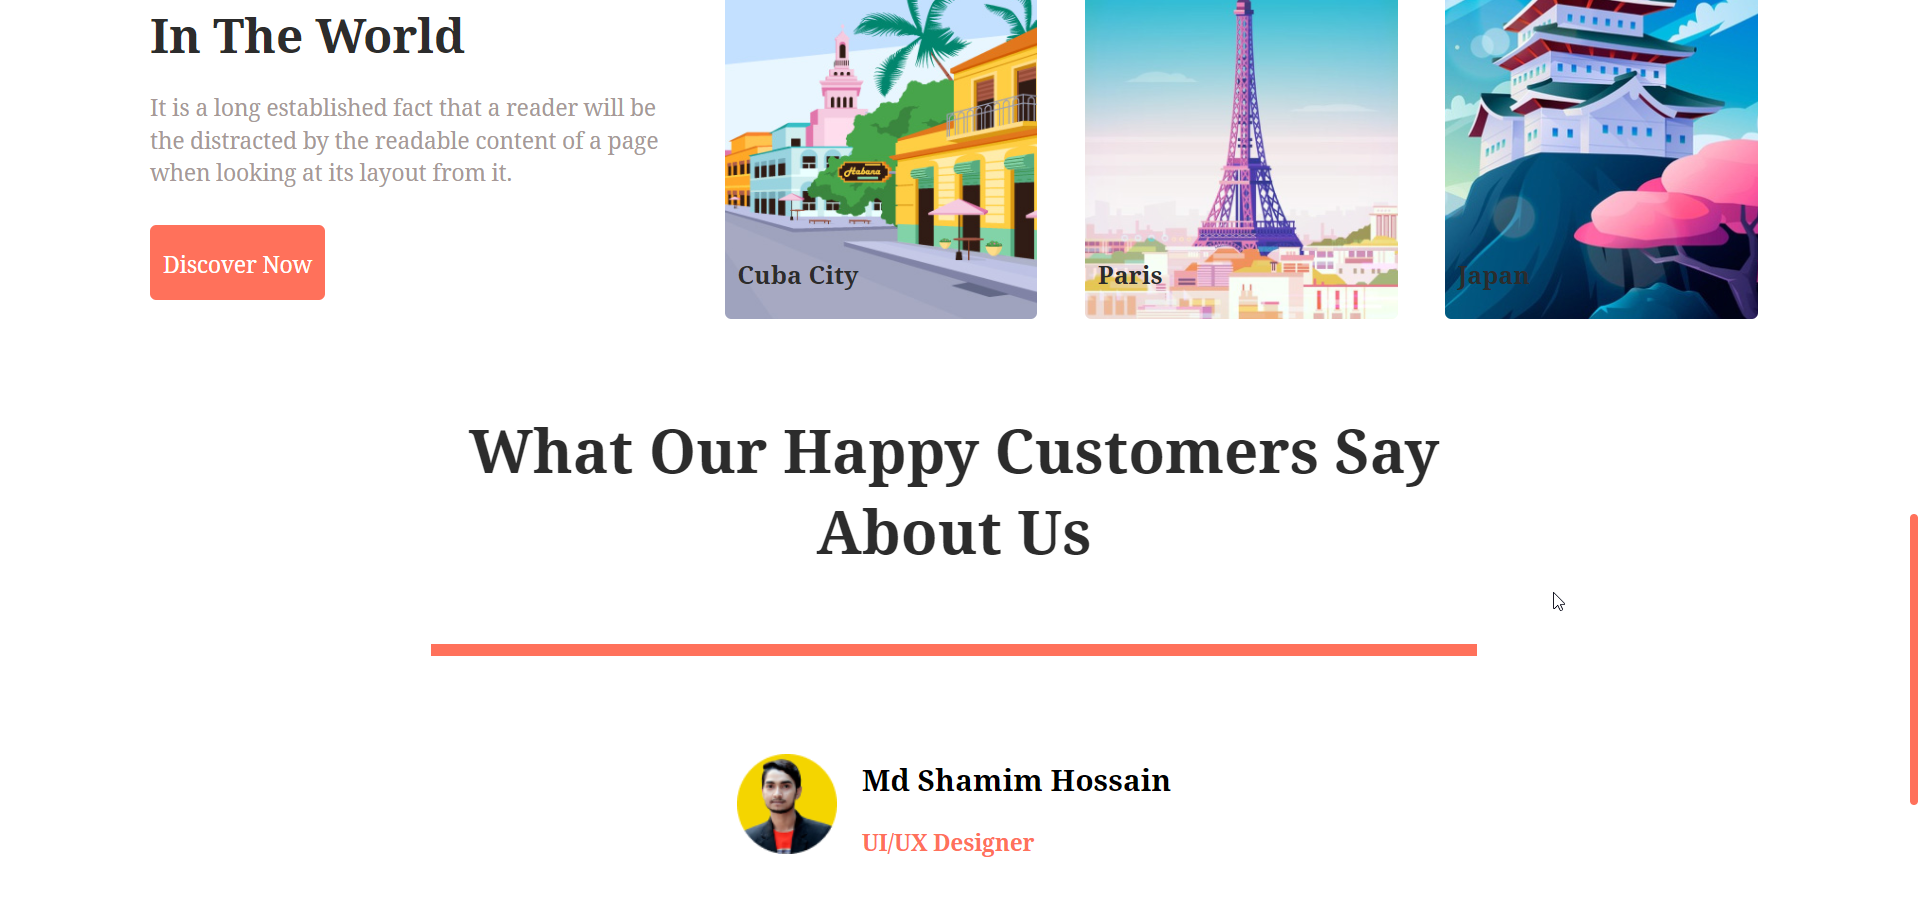 In The World
It is a long established fact that a reader will be
the distracted by the readable content of a page
when looking at its layout from it.
Discover Now
Habana
Cuba City
Paris
Japan
What Our Happy Customers Say
About Us
Md Shamim Hossain
UI/UX Designer